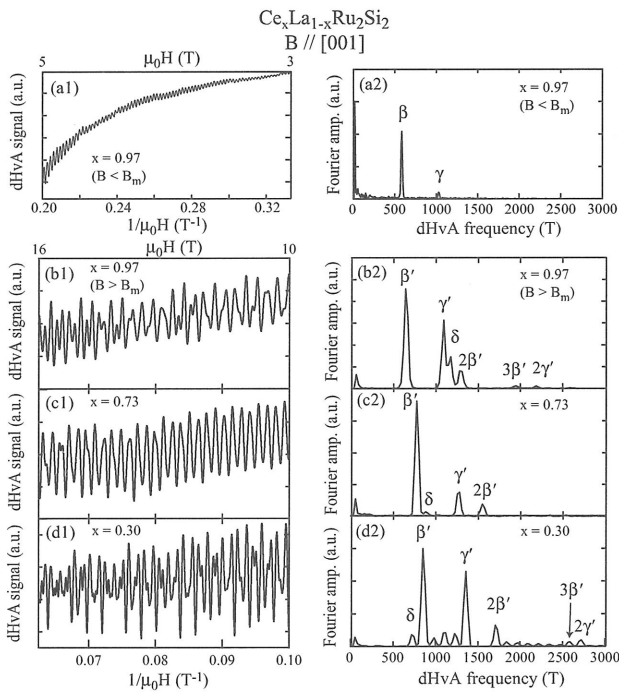 CeₓLa₁₋ₓRu₂Si₂
B // [001]
μ₀H (T)
5
3
(a1)
x = 0.97
(B < Bₘ)
dHvA signal (a.u.)
0.20
0.24
0.28
0.32
1/μ₀H (T⁻¹)
(a2)
x = 0.97
(B < Bₘ)
β
γ
Fourier amp. (a.u.)
0
500
1000
1500
2000
2500
3000
dHvA frequency (T)
μ₀H (T)
16
10
(b1)
x = 0.97
(B > Bₘ)
dHvA signal (a.u.)
(b2)
x = 0.97
(B > Bₘ)
β′
γ′
δ
2β′
3β′
2γ′
Fourier amp. (a.u.)
(c1)
x = 0.73
dHvA signal (a.u.)
(c2)
x = 0.73
β′
δ
γ′
2β′
Fourier amp. (a.u.)
(d1)
x = 0.30
dHvA signal (a.u.)
0.07
0.08
0.09
0.10
1/μ₀H (T⁻¹)
(d2)
x = 0.30
β′
γ′
δ
2β′
3β′
2γ′
Fourier amp. (a.u.)
0
500
1000
1500
2000
2500
3000
dHvA frequency (T)